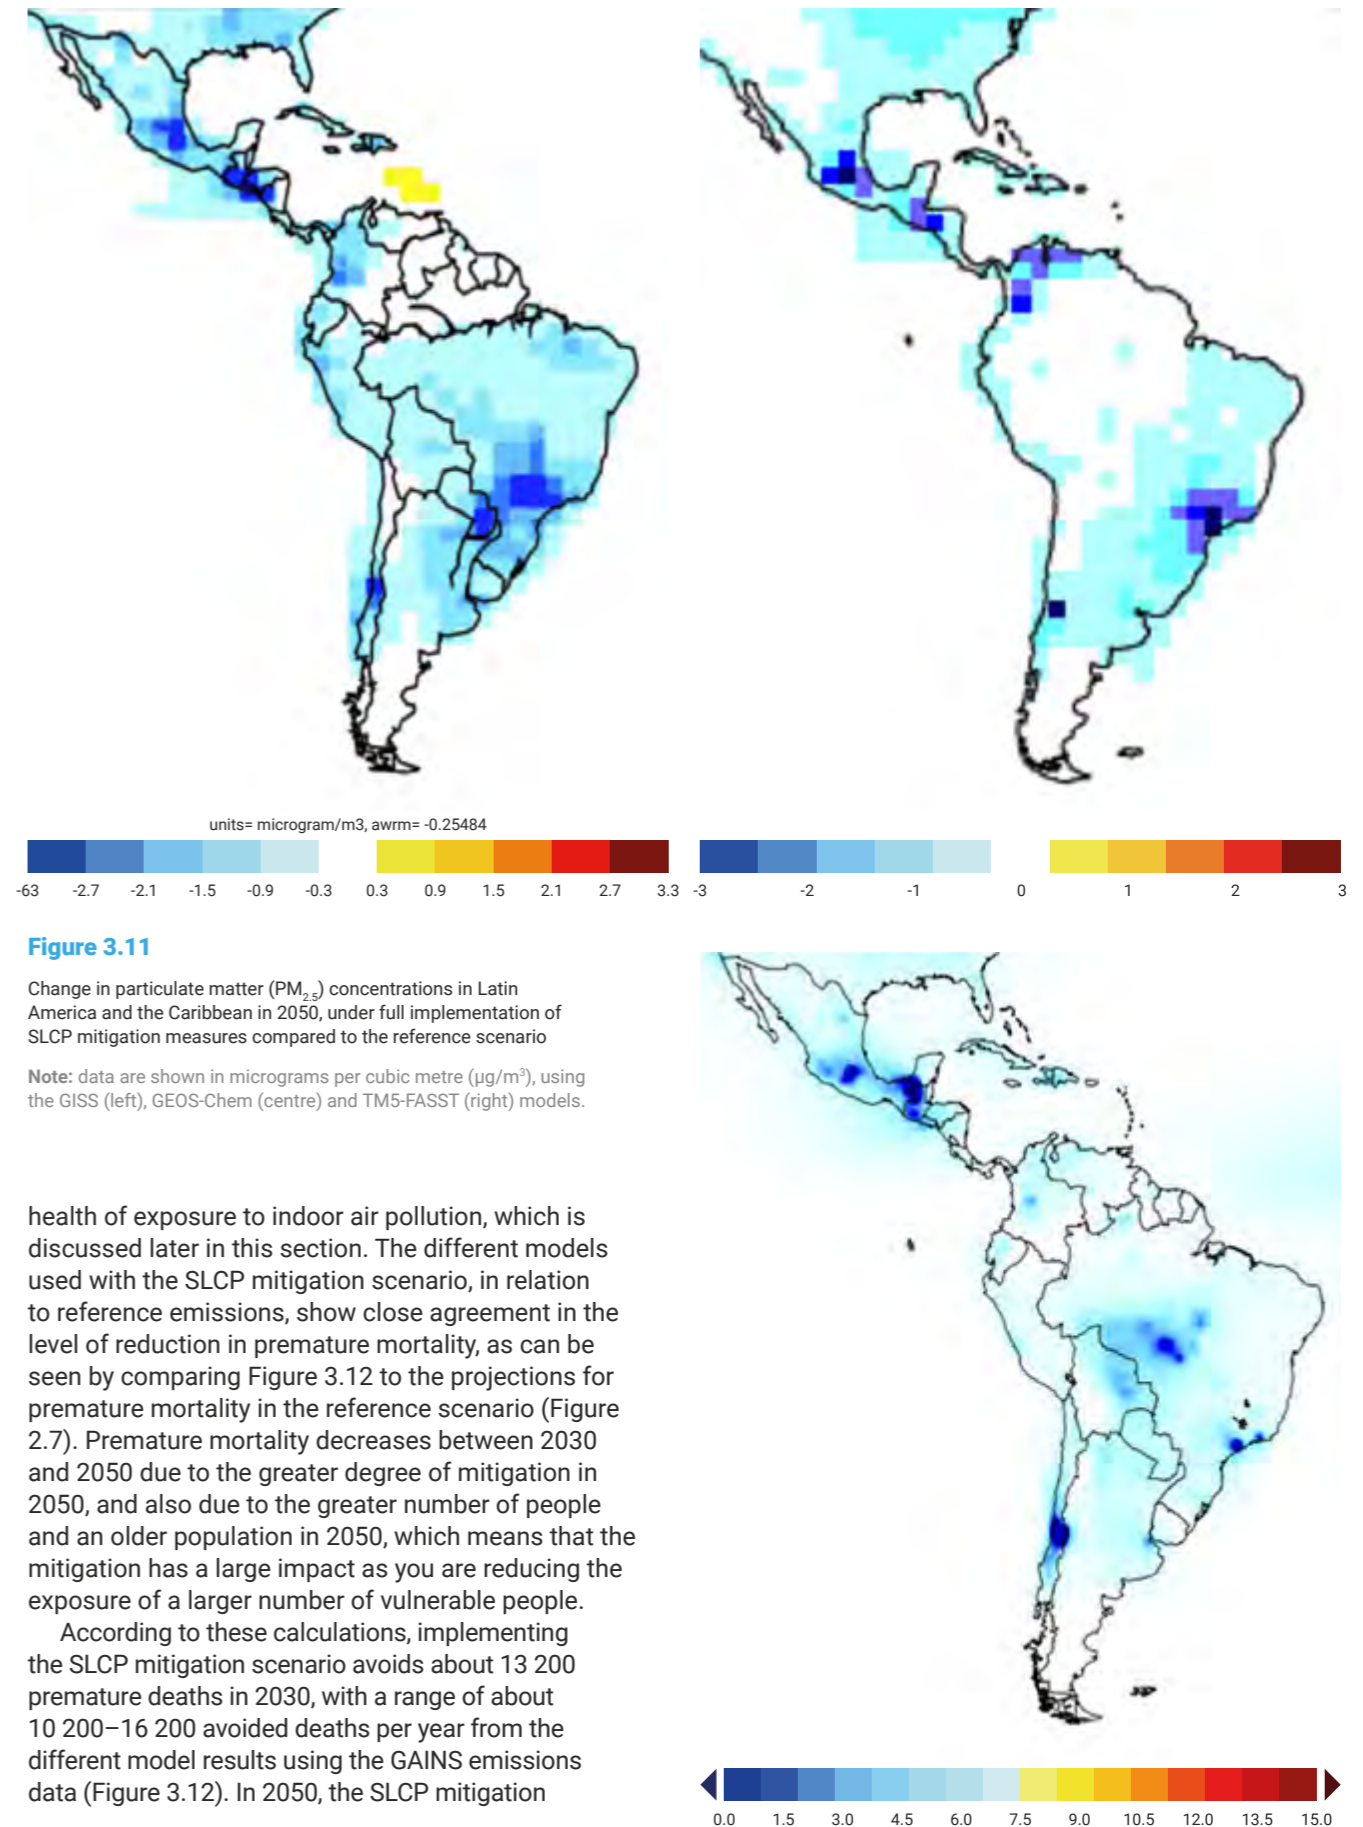 units= microgram/m3, awrm= -0.25484
-63 -2.7 -2.1 -1.5 -0.9 -0.3 0.3 0.9 1.5 2.1 2.7 3.3
-3 -2 -1 0 1 2 3
Figure 3.11
Change in particulate matter (PM2.5) concentrations in Latin
America and the Caribbean in 2050, under full implementation of
SLCP mitigation measures compared to the reference scenario
Note: data are shown in micrograms per cubic metre (µg/m³), using
the GISS (left), GEOS-Chem (centre) and TM5-FASST (right) models.
health of exposure to indoor air pollution, which is
discussed later in this section. The different models
used with the SLCP mitigation scenario, in relation
to reference emissions, show close agreement in the
level of reduction in premature mortality, as can be
seen by comparing Figure 3.12 to the projections for
premature mortality in the reference scenario (Figure
2.7). Premature mortality decreases between 2030
and 2050 due to the greater degree of mitigation in
2050, and also due to the greater number of people
and an older population in 2050, which means that the
mitigation has a large impact as you are reducing the
exposure of a larger number of vulnerable people.
According to these calculations, implementing
the SLCP mitigation scenario avoids about 13 200
premature deaths in 2030, with a range of about
10 200–16 200 avoided deaths per year from the
different model results using the GAINS emissions
data (Figure 3.12). In 2050, the SLCP mitigation
0.0 1.5 3.0 4.5 6.0 7.5 9.0 10.5 12.0 13.5 15.0